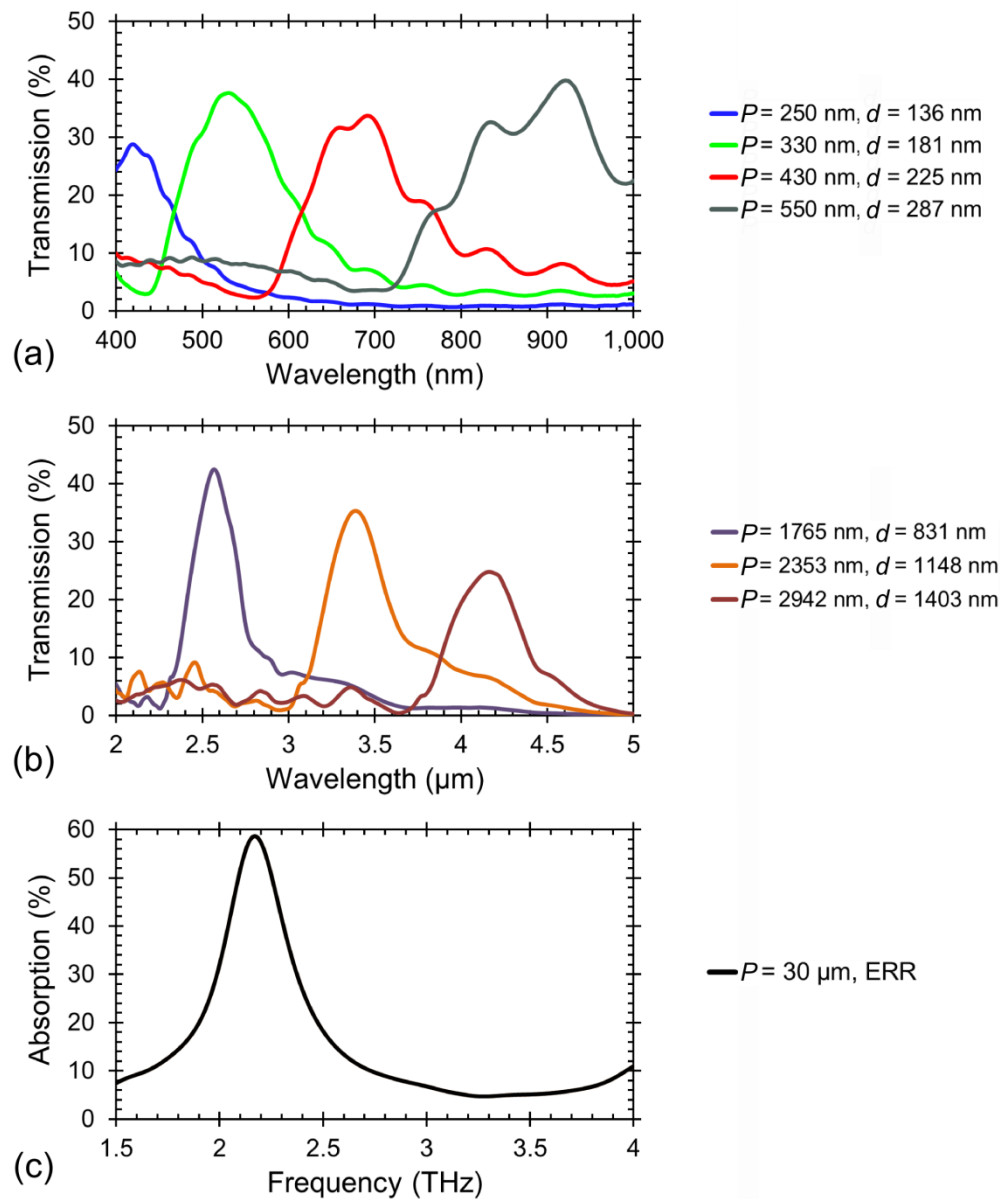 50
40
30
20
10
0
Transmission (%)
400 500 600 700 800 900 1,000
Wavelength (nm)
(a)
P = 250 nm, d = 136 nm
P = 330 nm, d = 181 nm
P = 430 nm, d = 225 nm
P = 550 nm, d = 287 nm
50
40
30
20
10
0
Transmission (%)
2 2.5 3 3.5 4 4.5 5
Wavelength (µm)
(b)
P = 1765 nm, d = 831 nm
P = 2353 nm, d = 1148 nm
P = 2942 nm, d = 1403 nm
60
50
40
30
20
10
0
Absorption (%)
1.5 2 2.5 3 3.5 4
Frequency (THz)
(c)
P = 30 µm, ERR